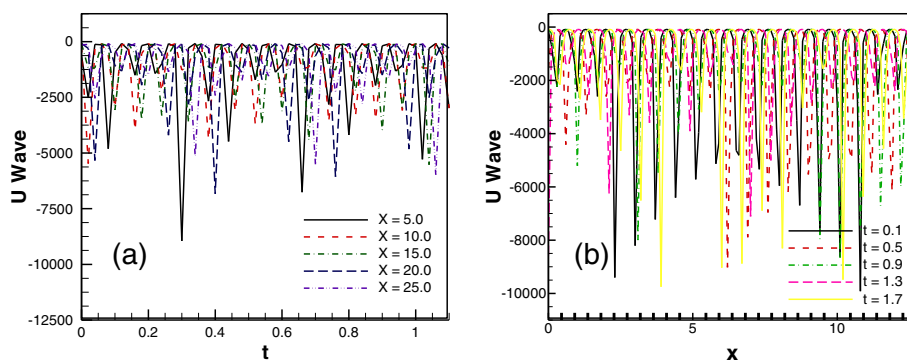 0
-2500
-5000
-7500
-10000
-12500
U Wave
0
0.2
0.4
0.6
0.8
1
t
(a)
X = 5.0
X = 10.0
X = 15.0
X = 20.0
X = 25.0
0
-2000
-4000
-6000
-8000
-10000
U Wave
0
5
10
x
(b)
t = 0.1
t = 0.5
t = 0.9
t = 1.3
t = 1.7